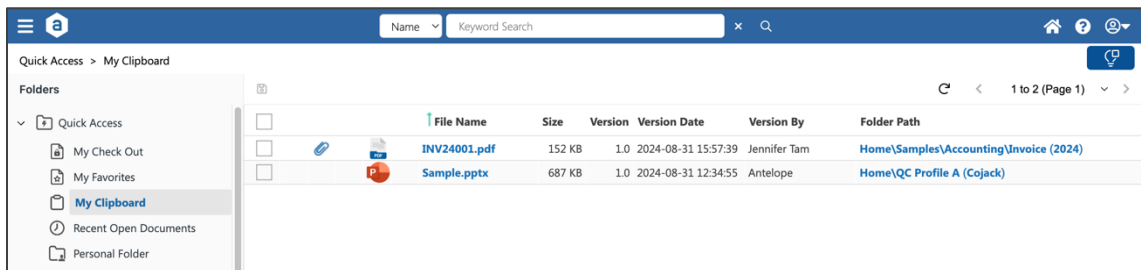 a
Name
Keyword Search
Quick Access > My Clipboard
Folders
1 to 2 (Page 1)
Quick Access
My Check Out
My Favorites
My Clipboard
Recent Open Documents
Personal Folder
File Name Size Version Version Date Version By Folder Path
PDF INV24001.pdf 152 KB 1.0 2024-08-31 15:57:39 Jennifer Tam Home\Samples\Accounting\Invoice (2024)
P Sample.pptx 687 KB 1.0 2024-08-31 12:34:55 Antelope Home\QC Profile A (Cojack)